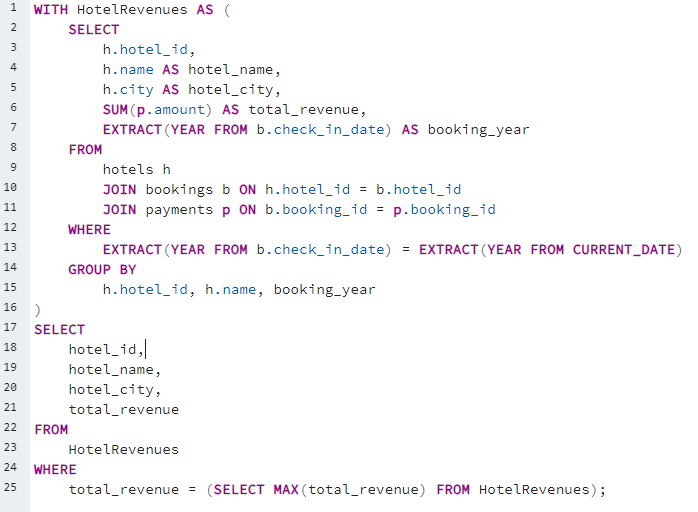 1 WITH HotelRevenues AS (
2     SELECT
3         h.hotel_id,
4         h.name AS hotel_name,
5         h.city AS hotel_city,
6         SUM(p.amount) AS total_revenue,
7         EXTRACT(YEAR FROM b.check_in_date) AS booking_year
8     FROM
9         hotels h
10         JOIN bookings b ON h.hotel_id = b.hotel_id
11         JOIN payments p ON b.booking_id = p.booking_id
12     WHERE
13         EXTRACT(YEAR FROM b.check_in_date) = EXTRACT(YEAR FROM CURRENT_DATE)
14     GROUP BY
15         h.hotel_id, h.name, booking_year
16 )
17 SELECT
18     hotel_id,
19     hotel_name,
20     hotel_city,
21     total_revenue
22 FROM
23     HotelRevenues
24 WHERE
25     total_revenue = (SELECT MAX(total_revenue) FROM HotelRevenues);